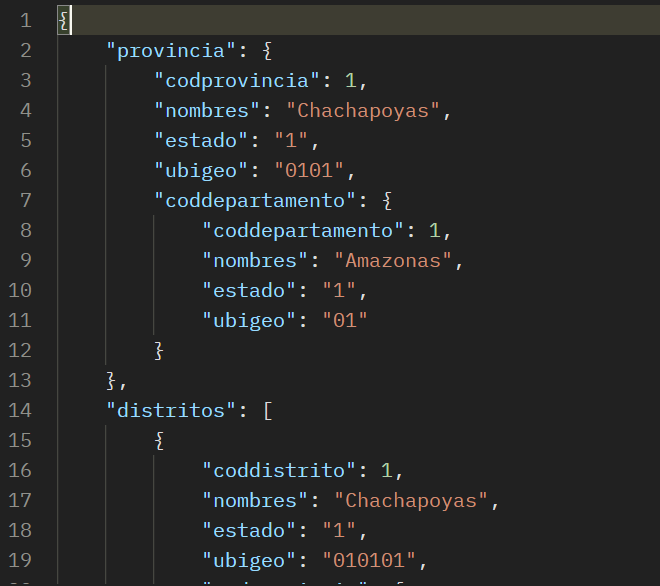 1 {
2     "provincia": {
3         "codprovincia": 1,
4         "nombres": "Chachapoyas",
5         "estado": "1",
6         "ubigeo": "0101",
7         "coddepartamento": {
8             "coddepartamento": 1,
9             "nombres": "Amazonas",
10             "estado": "1",
11             "ubigeo": "01"
12         }
13     },
14     "distritos": [
15         {
16             "coddistrito": 1,
17             "nombres": "Chachapoyas",
18             "estado": "1",
19             "ubigeo": "010101",